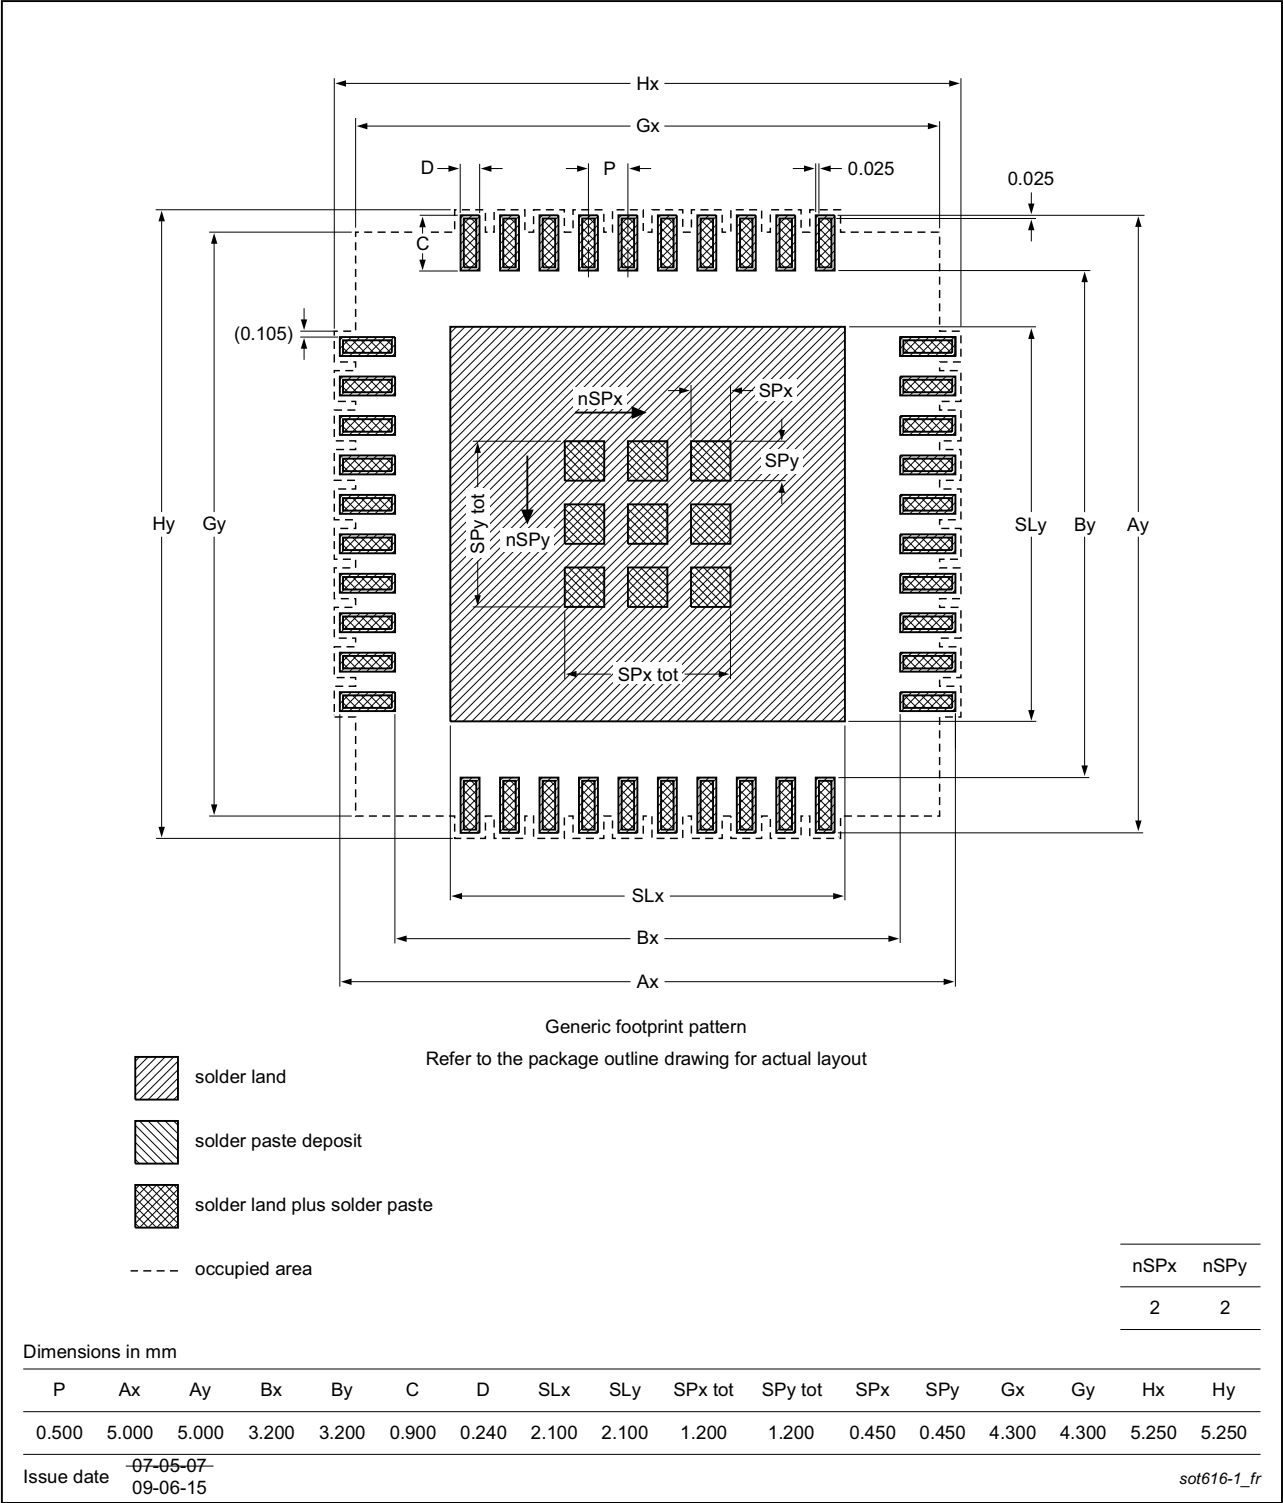 Hx
Gx
D
P
0.025
0.025
C
(0.105)
nSPx
SPx
SPy
SPy tot
nSPy
SPx tot
Hy
Gy
SLy
By
Ay
SLx
Bx
Ax
Generic footprint pattern
Refer to the package outline drawing for actual layout
solder land
solder paste deposit
solder land plus solder paste
occupied area
nSPx nSPy
2 2
Dimensions in mm
P Ax Ay Bx By C D SLx SLy SPx tot SPy tot SPx SPy Gx Gy Hx Hy
0.500 5.000 5.000 3.200 3.200 0.900 0.240 2.100 2.100 1.200 1.200 0.450 0.450 4.300 4.300 5.250 5.250
Issue date 07-05-07
09-06-15
sot616-1_fr